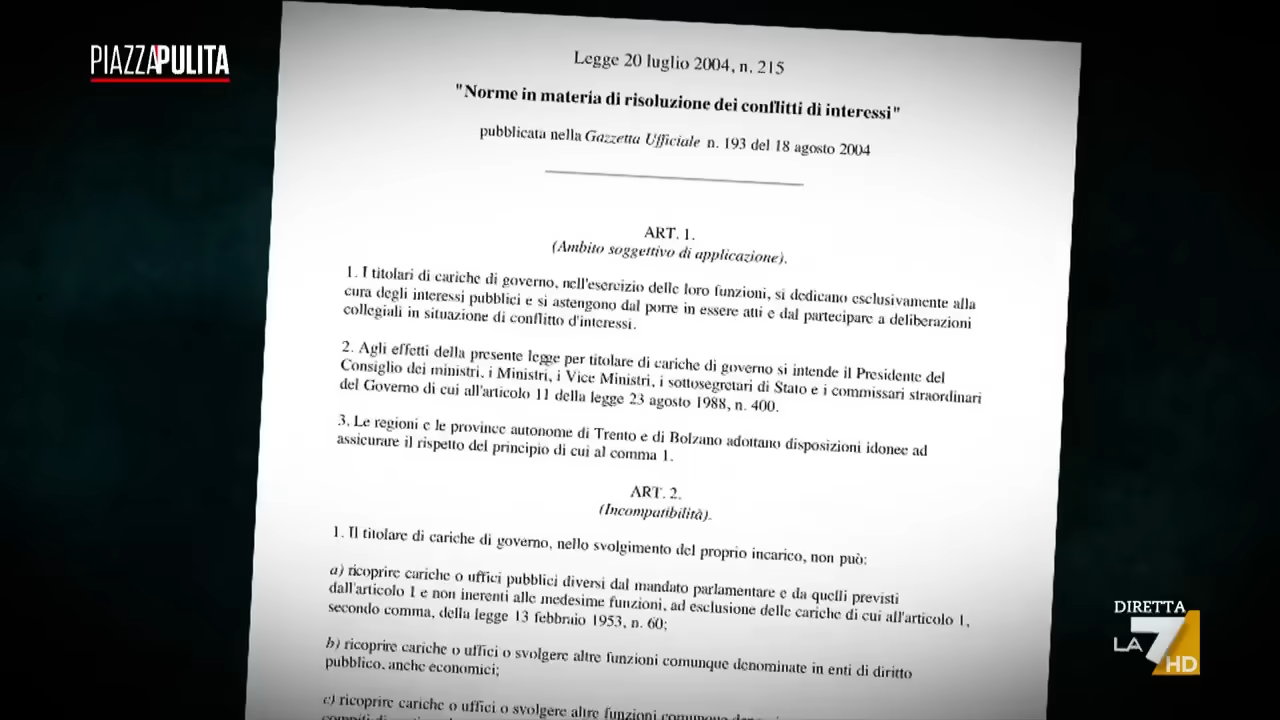 PIAZZAPULITA
Legge 20 luglio 2004, n. 215
"Norme in materia di risoluzione dei conflitti di interessi"
pubblicata nella Gazzetta Ufficiale n. 193 del 18 agosto 2004
ART. 1.
(Ambito soggettivo di applicazione).
1. I titolari di cariche di governo, nell'esercizio delle loro funzioni, si dedicano esclusivamente alla
cura degli interessi pubblici e si astengono dal porre in essere atti e dal partecipare a deliberazioni
collegiali in situazione di conflitto d'interessi.
2. Agli effetti della presente legge per titolare di cariche di governo si intende il Presidente del
Consiglio dei ministri, i Ministri, i Vice Ministri, i sottosegretari di Stato e i commissari straordinari
del Governo di cui all'articolo 11 della legge 23 agosto 1988, n. 400.
3. Le regioni e le province autonome di Trento e di Bolzano adottano disposizioni idonee ad
assicurare il rispetto del principio di cui al comma 1.
ART. 2.
(Incompatibilità).
1. Il titolare di cariche di governo, nello svolgimento del proprio incarico, non può:
a) ricoprire cariche o uffici pubblici diversi dal mandato parlamentare e da quelli previsti
dall'articolo 1 e non inerenti alle medesime funzioni, ad esclusione delle cariche di cui all'articolo 1,
secondo comma, della legge 13 febbraio 1953, n. 60;
b) ricoprire cariche o uffici o svolgere altre funzioni comunque denominate in enti di diritto
pubblico, anche economici;
c) ricoprire cariche o uffici o svolgere altre funzioni comunque
DIRETTA
LA7 HD